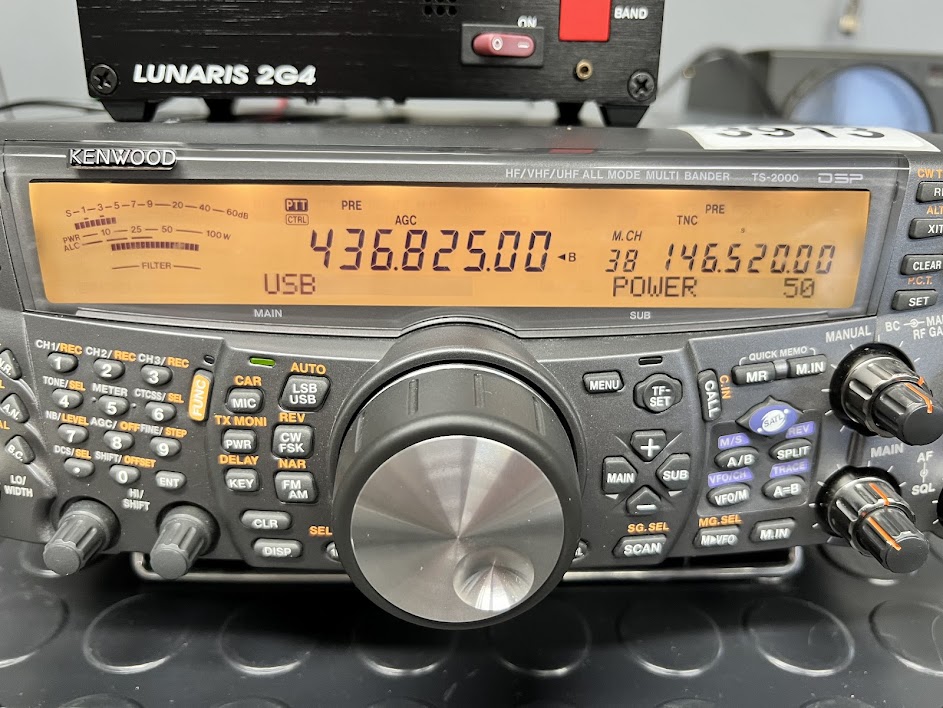 ON
BAND
LUNARIS 2G4
3913
KENWOOD
HF/VHF/UHF ALL MODE MULTI BANDER TS-2000 DSP
S-1-3-5-7-9-20-40-60dB
PWR 10 25 50 100W
ALC
FILTER
PTT PRE
CTRL
AGC
436.825.00 ◄B
USB
PRE
TNC
M.CH
38 146.520.00
POWER 50
MAIN
SUB
CH1/REC CH2/REC CH3/REC
1 2 3
TONE/SEL METER CTCSS/SEL
4 5 6
NB/LEVEL AGC/OFF FINE/STEP
7 8 9
DCS/SEL SHIFT/OFFSET
• 0 ENT
FUNC
LO/WIDTH
HI/SHIFT
N.R.
A.N.
B.C.
CAR
MIC
AUTO
LSB USB
TX MONI
PWR
REV
CW FSK
DELAY
KEY
NAR
FM AM
CLR
DISP
SEL
MENU
TF-SET
+
MAIN
SUB
−
SG.SEL
SCAN
CALL
C.IN
QUICK MEMO
MR
M.IN
SATL
M/S
A/B
REV
SPLIT
VFO/CH
VFO/M
TRACE
A=B
MG.SEL
M▶VFO
M.IN
MANUAL
BC
RF GA
MAIN
AF
SQL
CW T
XIT
CLEAR
P.C.T.
SET